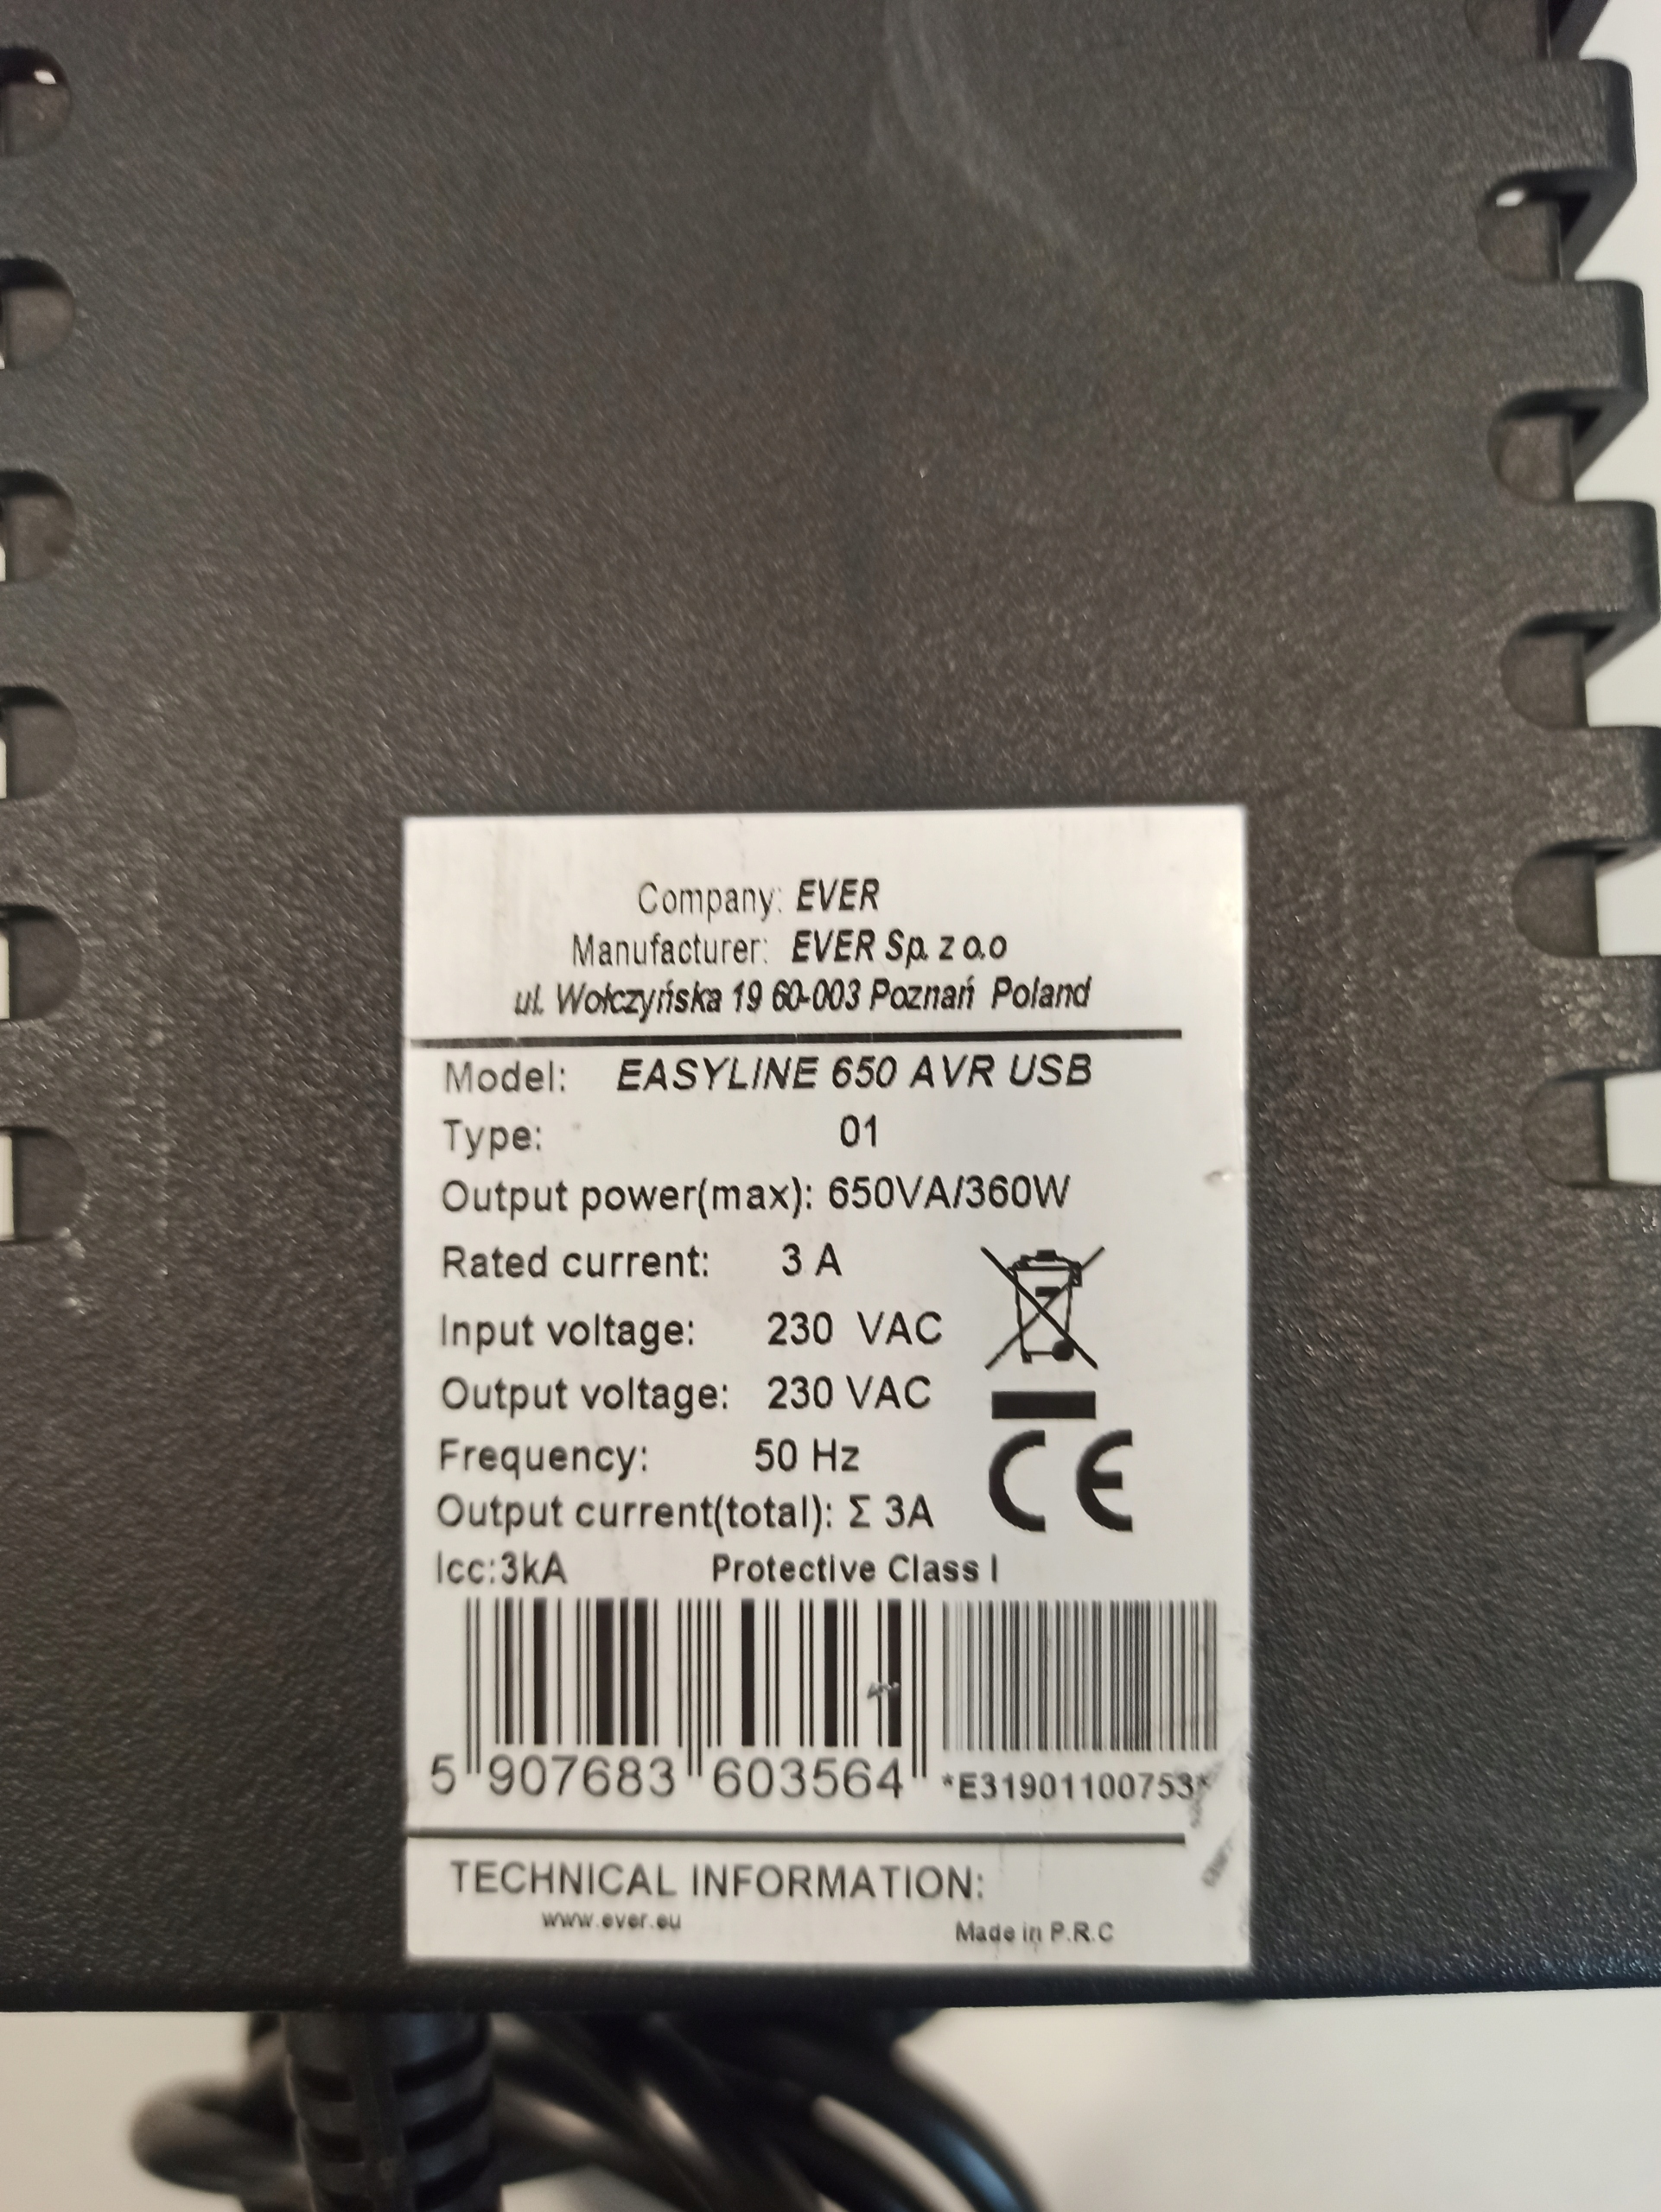 Company: EVER
Manufacturer: EVER Sp. z o.o
ul. Wołczyńska 19 60-003 Poznań Poland
Model: EASYLINE 650 AVR USB
Type: 01
Output power(max): 650VA/360W
Rated current: 3 A
Input voltage: 230 VAC
Output voltage: 230 VAC
Frequency: 50 Hz
CE
Output current(total): Σ 3A
Icc:3kA Protective Class I
5 907683 603564 *E31901100753*
TECHNICAL INFORMATION:
www.ever.eu
Made in P.R.C